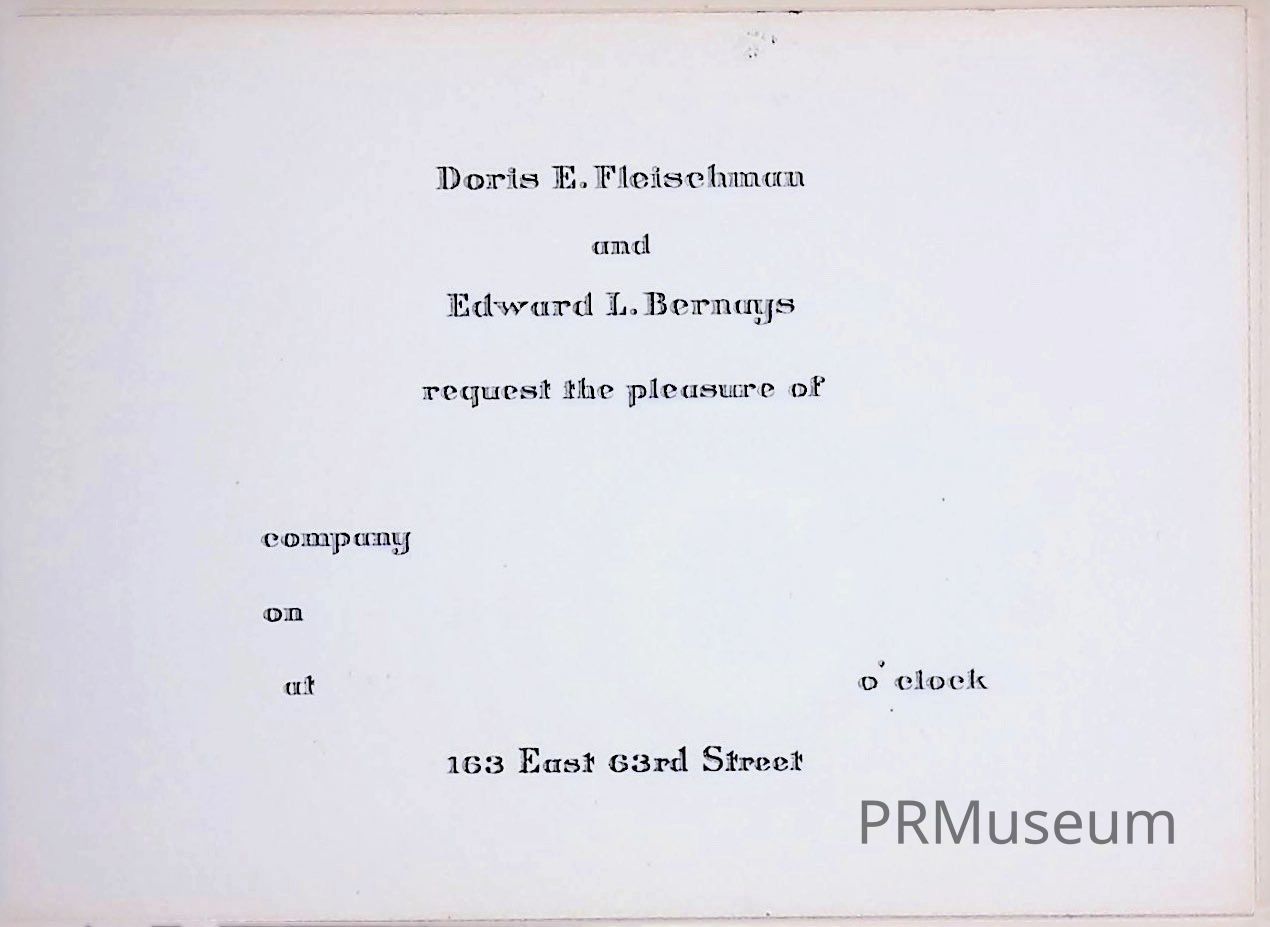 Doris E. Fleischman
and
Edward L. Bernays
request the pleasure of
company
on
at o'clock
163 East 63rd Street
PRMuseum